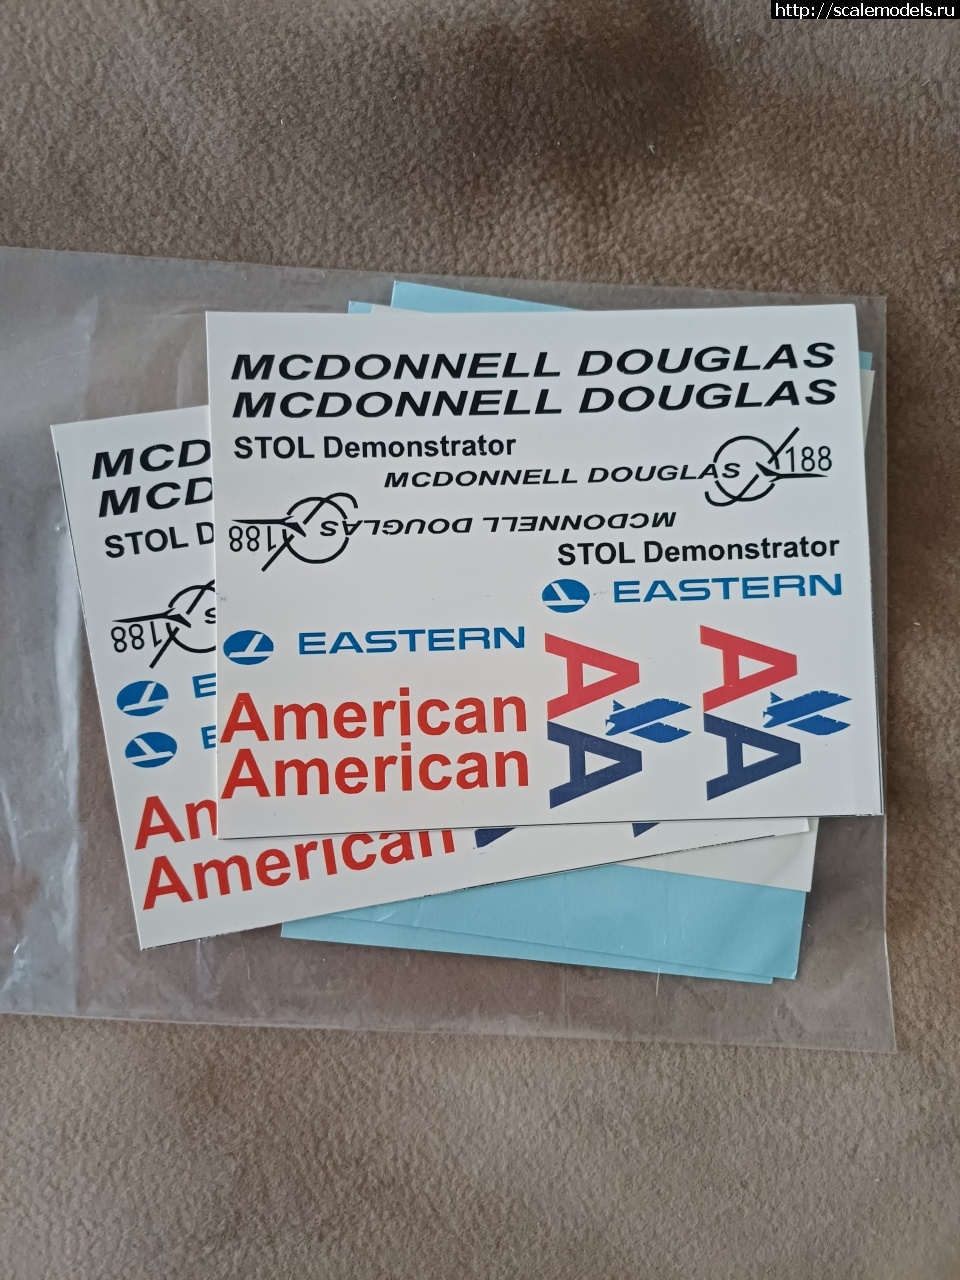 http://scalemodels.ru
MCDONNELL DOUGLAS
MCDONNELL DOUGLAS
STOL Demonstrator
MCDONNELL DOUGLAS 188
188 MCDONNELL DOUGLAS
STOL Demonstrator
EASTERN
EASTERN
American
American
A A
A A
MCD
MCD
STOL D
188
E
E
Am
American